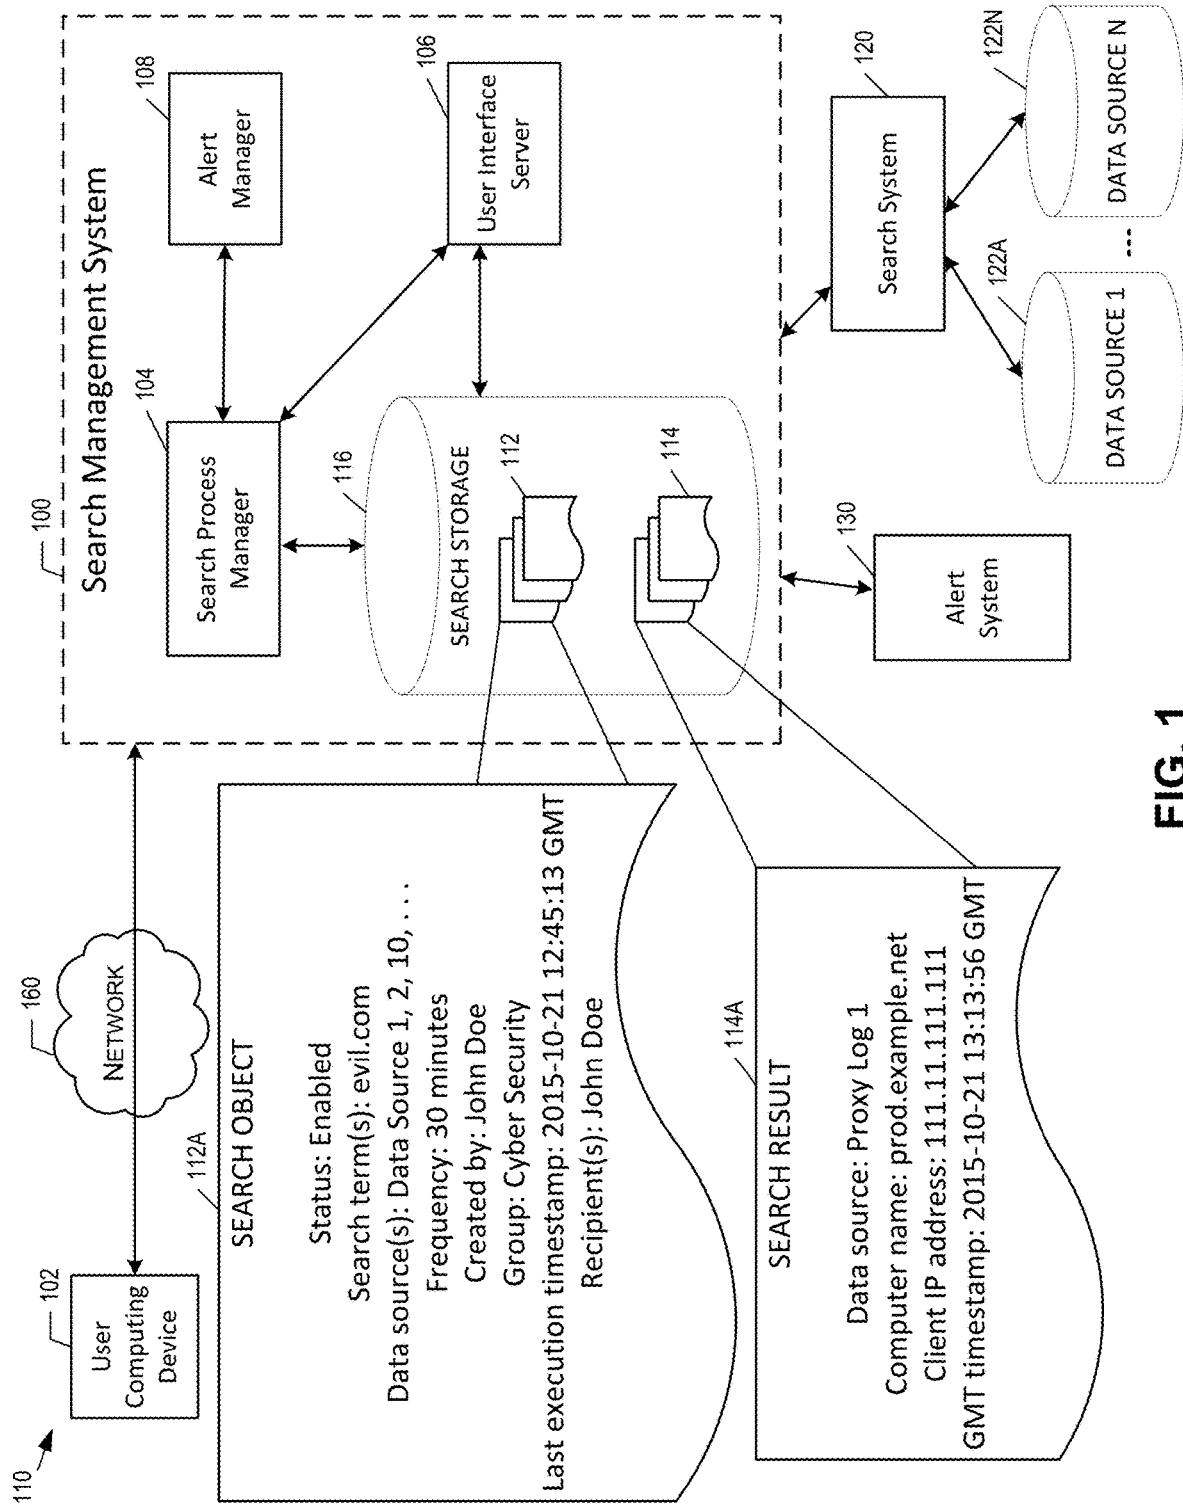 110
102
User
Computing
Device
160
NETWORK
100
Search Management System
104
Search Process
Manager
108
Alert
Manager
106
User Interface
Server
116
SEARCH STORAGE
112
114
112A
SEARCH OBJECT
Status: Enabled
Search term(s): evil.com
Data source(s): Data Source 1, 2, 10, . . .
Frequency: 30 minutes
Created by: John Doe
Group: Cyber Security
Last execution timestamp: 2015-10-21 12:45:13 GMT
Recipient(s): John Doe
114A
SEARCH RESULT
Data source: Proxy Log 1
Computer name: prod.example.net
Client IP address: 111.11.111.111
GMT timestamp: 2015-10-21 13:13:56 GMT
130
Alert
System
120
Search System
122A
DATA SOURCE 1
---
122N
DATA SOURCE N
FIG. 1